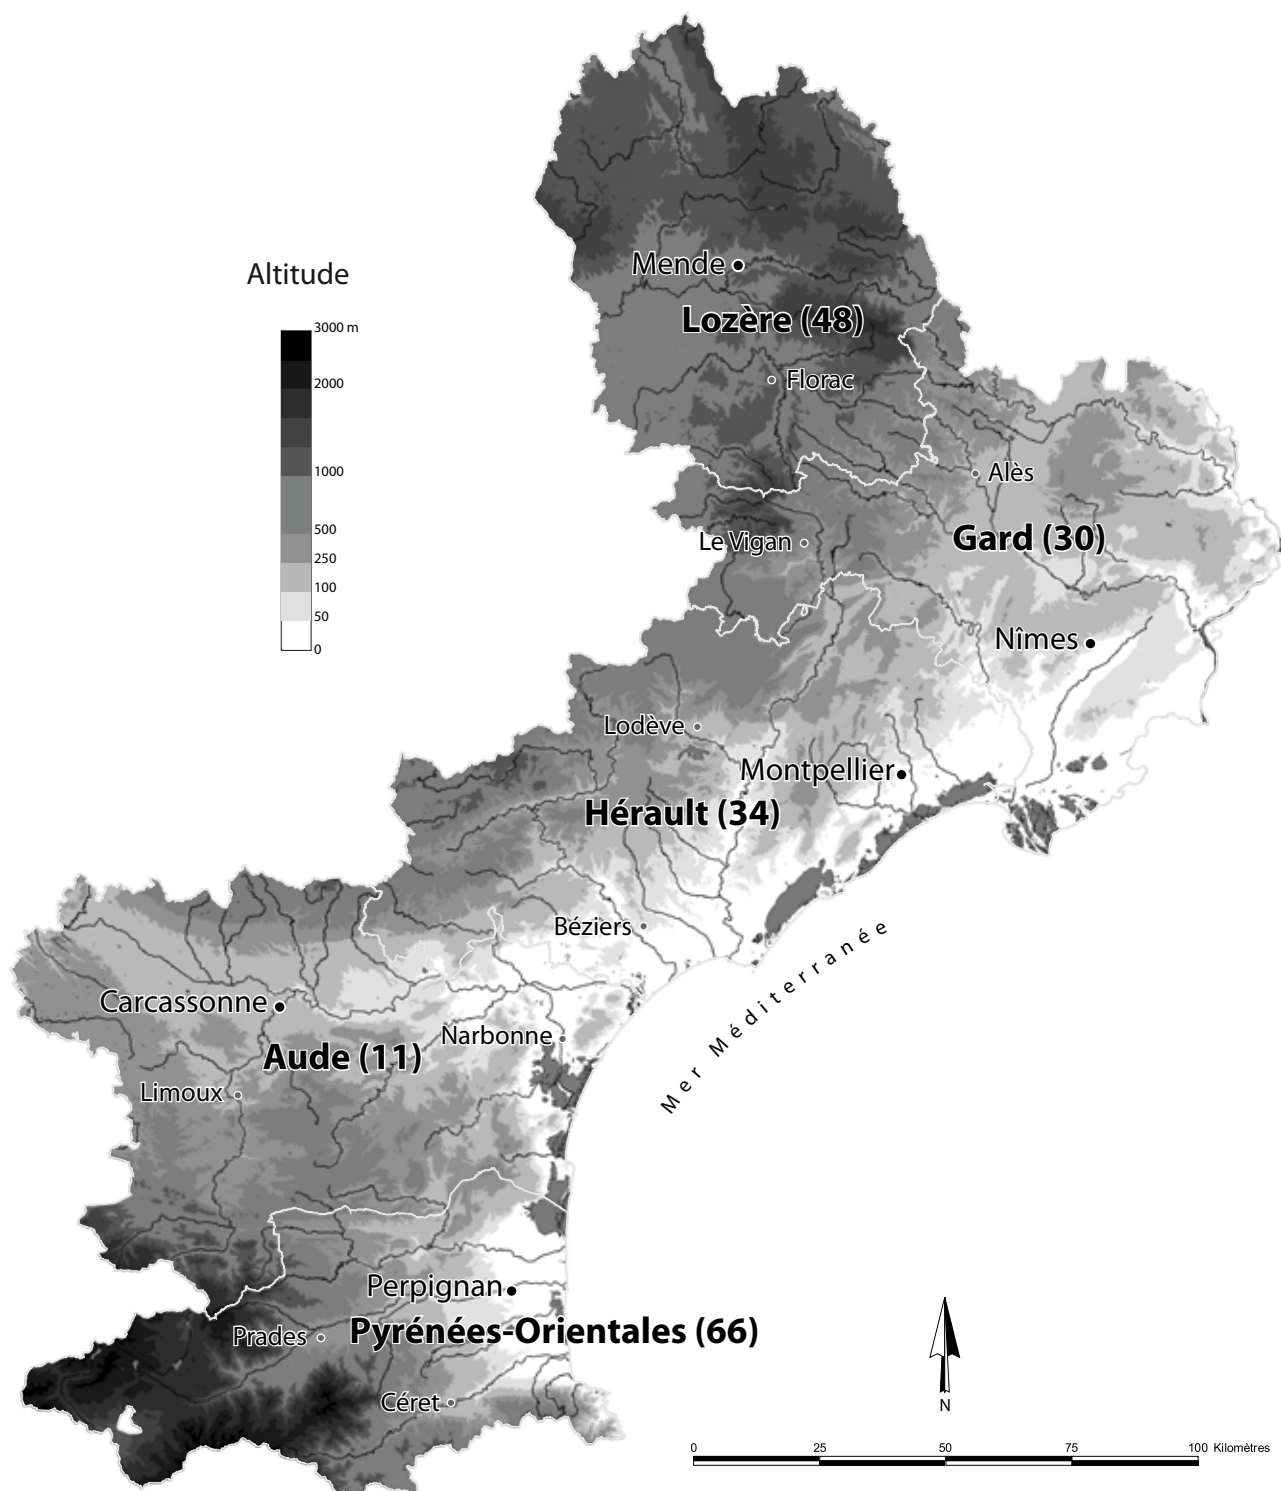 Mende
Lozère (48)
Altitude
3000 m
2000
1000
500
250
100
50
0
Florac
Alès
Gard (30)
Le Vigan
Nîmes
Lodève
Montpellier
Hérault (34)
Béziers
Mer Méditerranée
Carcassonne
Narbonne
Aude (11)
Limoux
Perpignan
Prades
Pyrénées-Orientales (66)
Céret
N
0 25 50 75 100 Kilomètres